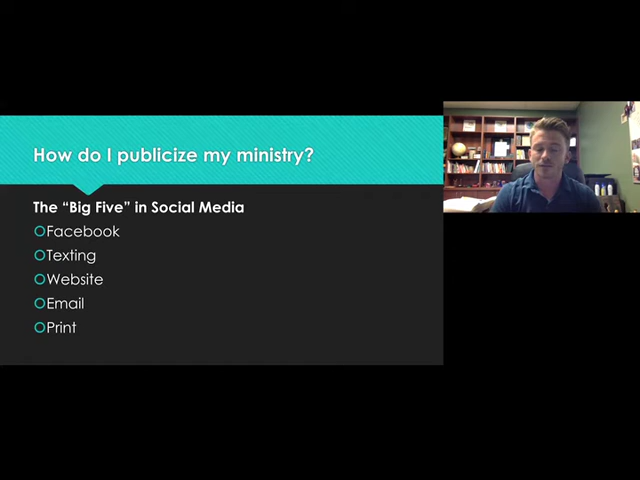 How do I publicize my ministry?
The “Big Five” in Social Media
Facebook
Texting
Website
Email
Print